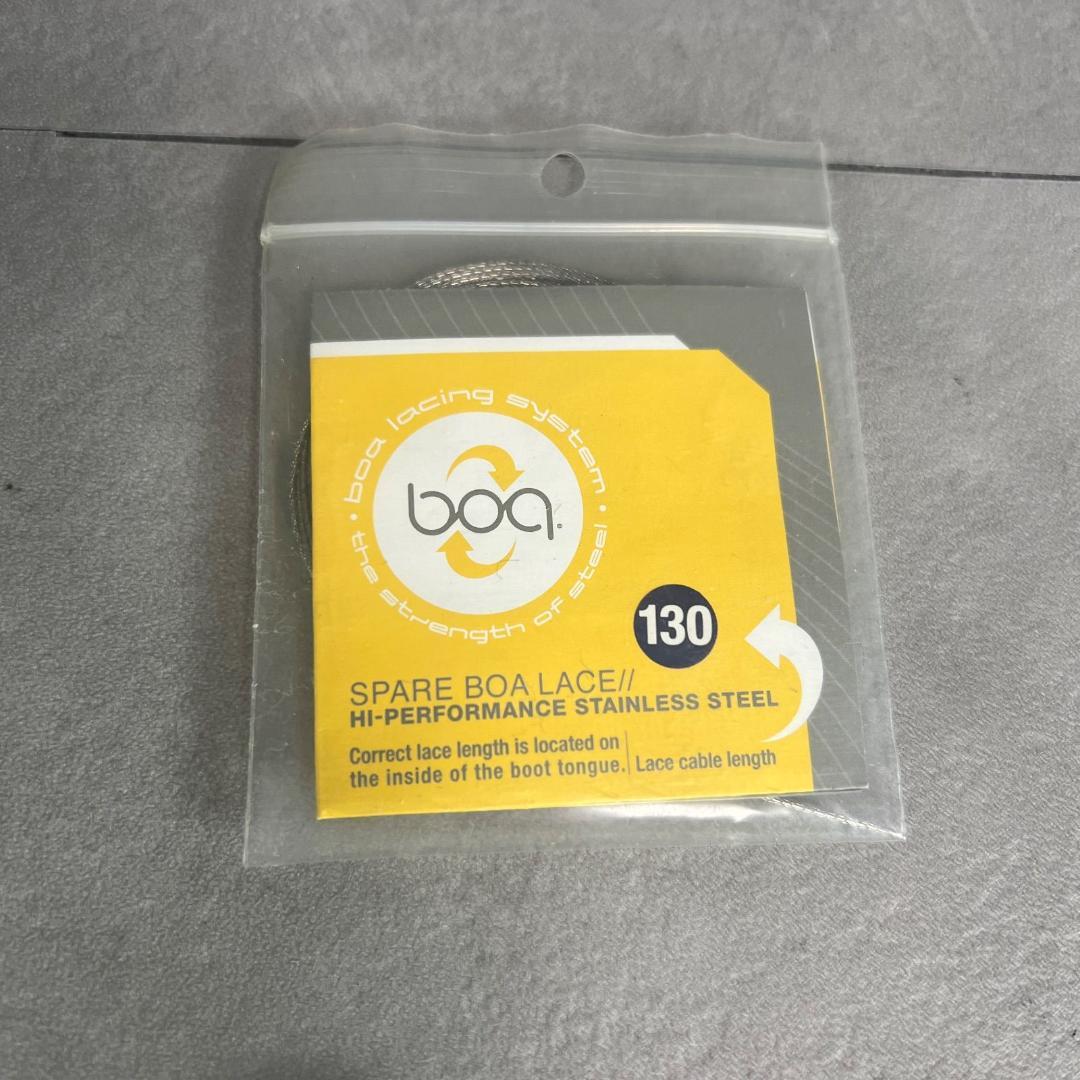 boa lacing system
boa®
• the strength of steel •
130
SPARE BOA LACE//
HI-PERFORMANCE STAINLESS STEEL
Correct lace length is located on
the inside of the boot tongue.
Lace cable length